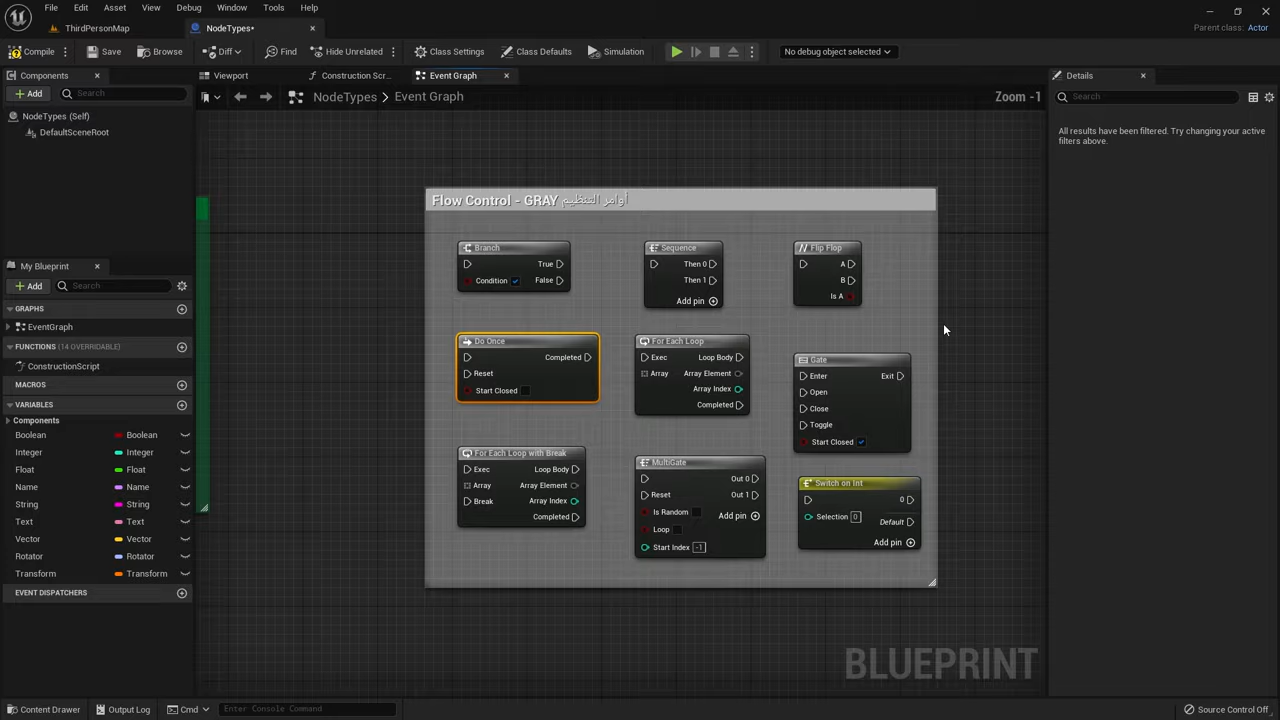 File Edit Asset View Debug Window Tools Help
ThirdPersonMap
NodeTypes*
Parent class: Actor
Compile
Save
Browse
Diff
Find
Hide Unrelated
Class Settings
Class Defaults
Simulation
No debug object selected
Components
Add
Search
NodeTypes (Self)
DefaultSceneRoot
Viewport
Construction Scr...
Event Graph
NodeTypes > Event Graph
Zoom -1
Details
Search
All results have been filtered. Try changing your active
filters above.
My Blueprint
Add
Search
GRAPHS
EventGraph
FUNCTIONS (14 OVERRIDABLE)
ConstructionScript
MACROS
VARIABLES
Components
Boolean Boolean
Integer Integer
Float Float
Name Name
String String
Text Text
Vector Vector
Rotator Rotator
Transform Transform
EVENT DISPATCHERS
Flow Control - GRAY أوامر التنظيم
Branch
True
Condition False
Sequence
Then 0
Then 1
Add pin
Flip Flop
A
B
Is A
Do Once
Completed
Reset
Start Closed
For Each Loop
Exec Loop Body
Array Array Element
Array Index
Completed
Gate
Enter Exit
Open
Close
Toggle
Start Closed
For Each Loop with Break
Exec Loop Body
Array Array Element
Break Array Index
Completed
MultiGate
Out 0
Reset Out 1
Is Random Add pin
Loop
Start Index -1
Switch on Int
0
Selection 0 Default
Add pin
BLUEPRINT
Content Drawer
Output Log
Cmd
Enter Console Command
Source Control Off